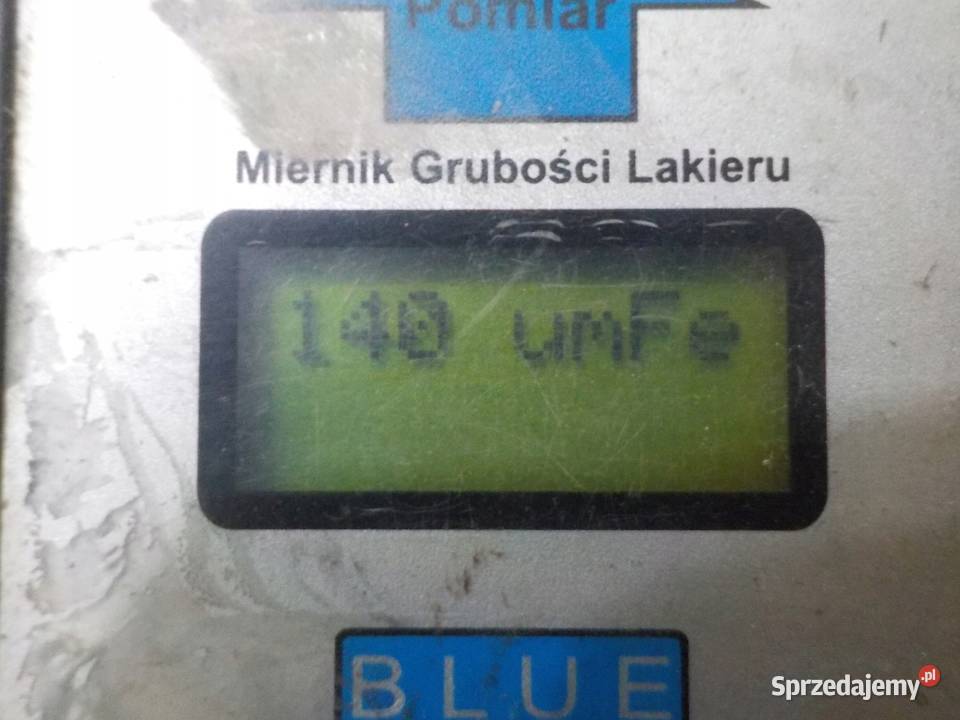 Pomiar
Miernik Grubości Lakieru
140 umFe
BLUE
Sprzedajemy.pl